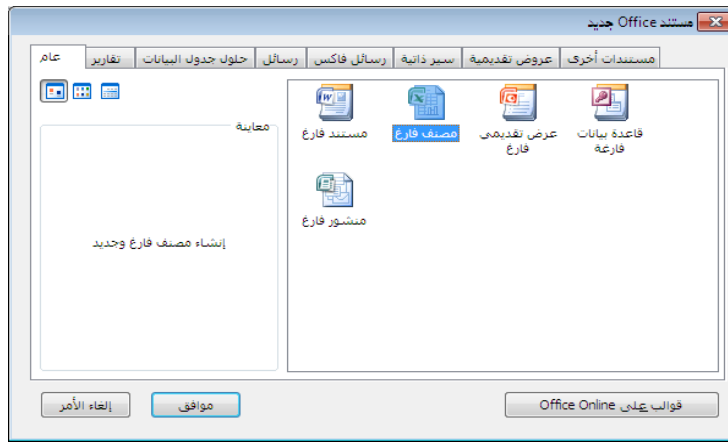 مستند Office جديد
عام
تقارير
حلول جدول البيانات
رسائل
رسائل فاكس
سير ذاتية
عروض تقديمية
مستندات أخرى
مستند فارغ
مصنف فارغ
عرض تقديمي
فارغ
قاعدة بيانات
فارغة
منشور فارغ
معاينة
إنشاء مصنف فارغ وجديد
قوالب على Office Online
موافق
إلغاء الأمر